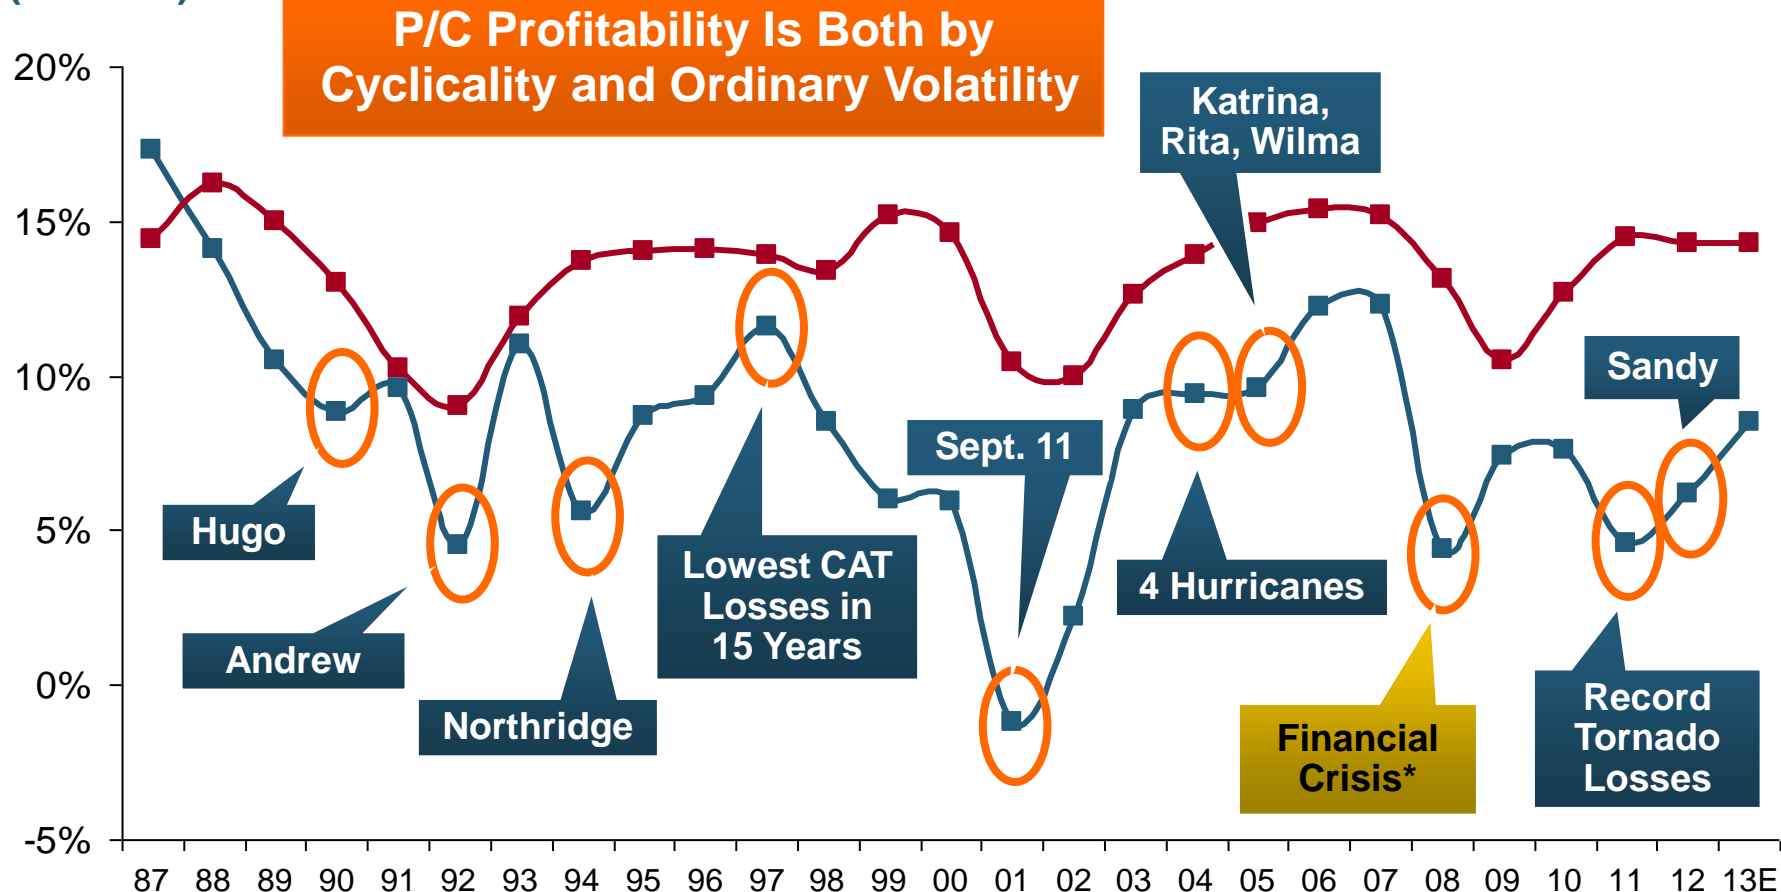 P/C Profitability Is Both by
Cyclicality and Ordinary Volatility
20%
15%
10%
5%
0%
-5%
Katrina,
Rita, Wilma
Sandy
Sept. 11
Hugo
Lowest CAT
Losses in
15 Years
4 Hurricanes
Andrew
Northridge
Financial
Crisis*
Record
Tornado
Losses
87 88 89 90 91 92 93 94 95 96 97 98 99 00 01 02 03 04 05 06 07 08 09 10 11 12 13E